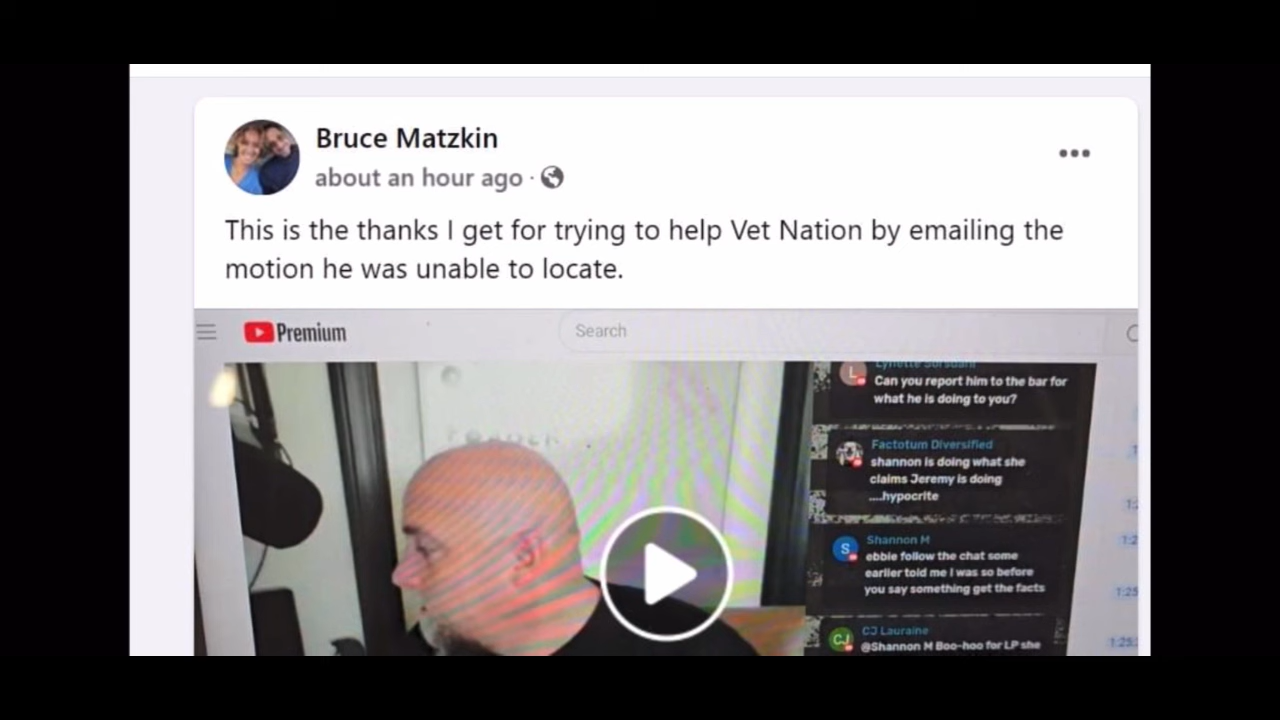 Bruce Matzkin
about an hour ago ·
This is the thanks I get for trying to help Vet Nation by emailing the
motion he was unable to locate.
Premium
Search
Can you report him to the bar for
what he is doing to you?
Factotum Diversified
shannon is doing what she
claims Jeremy is doing
....hypocrite
S
Shannon M
ebbie follow the chat some
earlier told me I was so before
you say something get the facts
CJ
CJ Lauraine
@Shannon M Boo-hoo for LP she